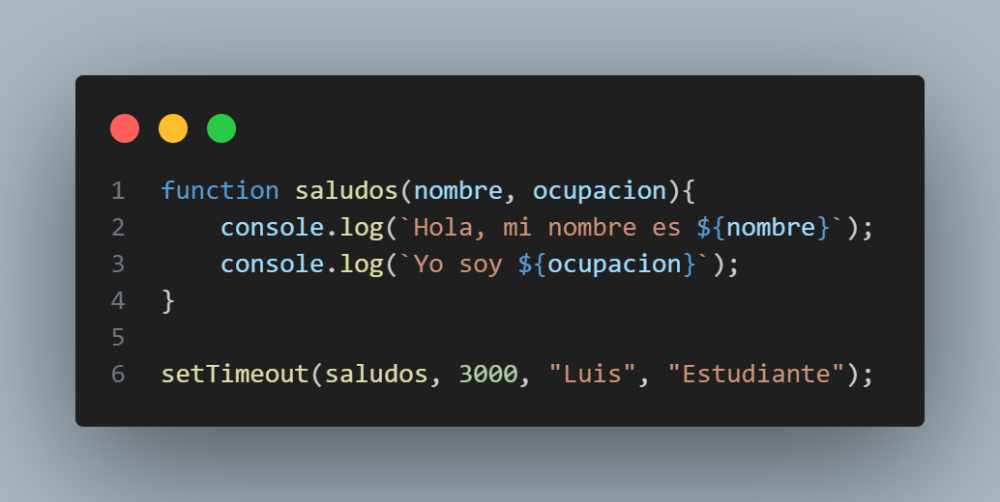 1 function saludos(nombre, ocupacion){
2     console.log(`Hola, mi nombre es ${nombre}`);
3     console.log(`Yo soy ${ocupacion}`);
4 }
5
6 setTimeout(saludos, 3000, "Luis", "Estudiante");